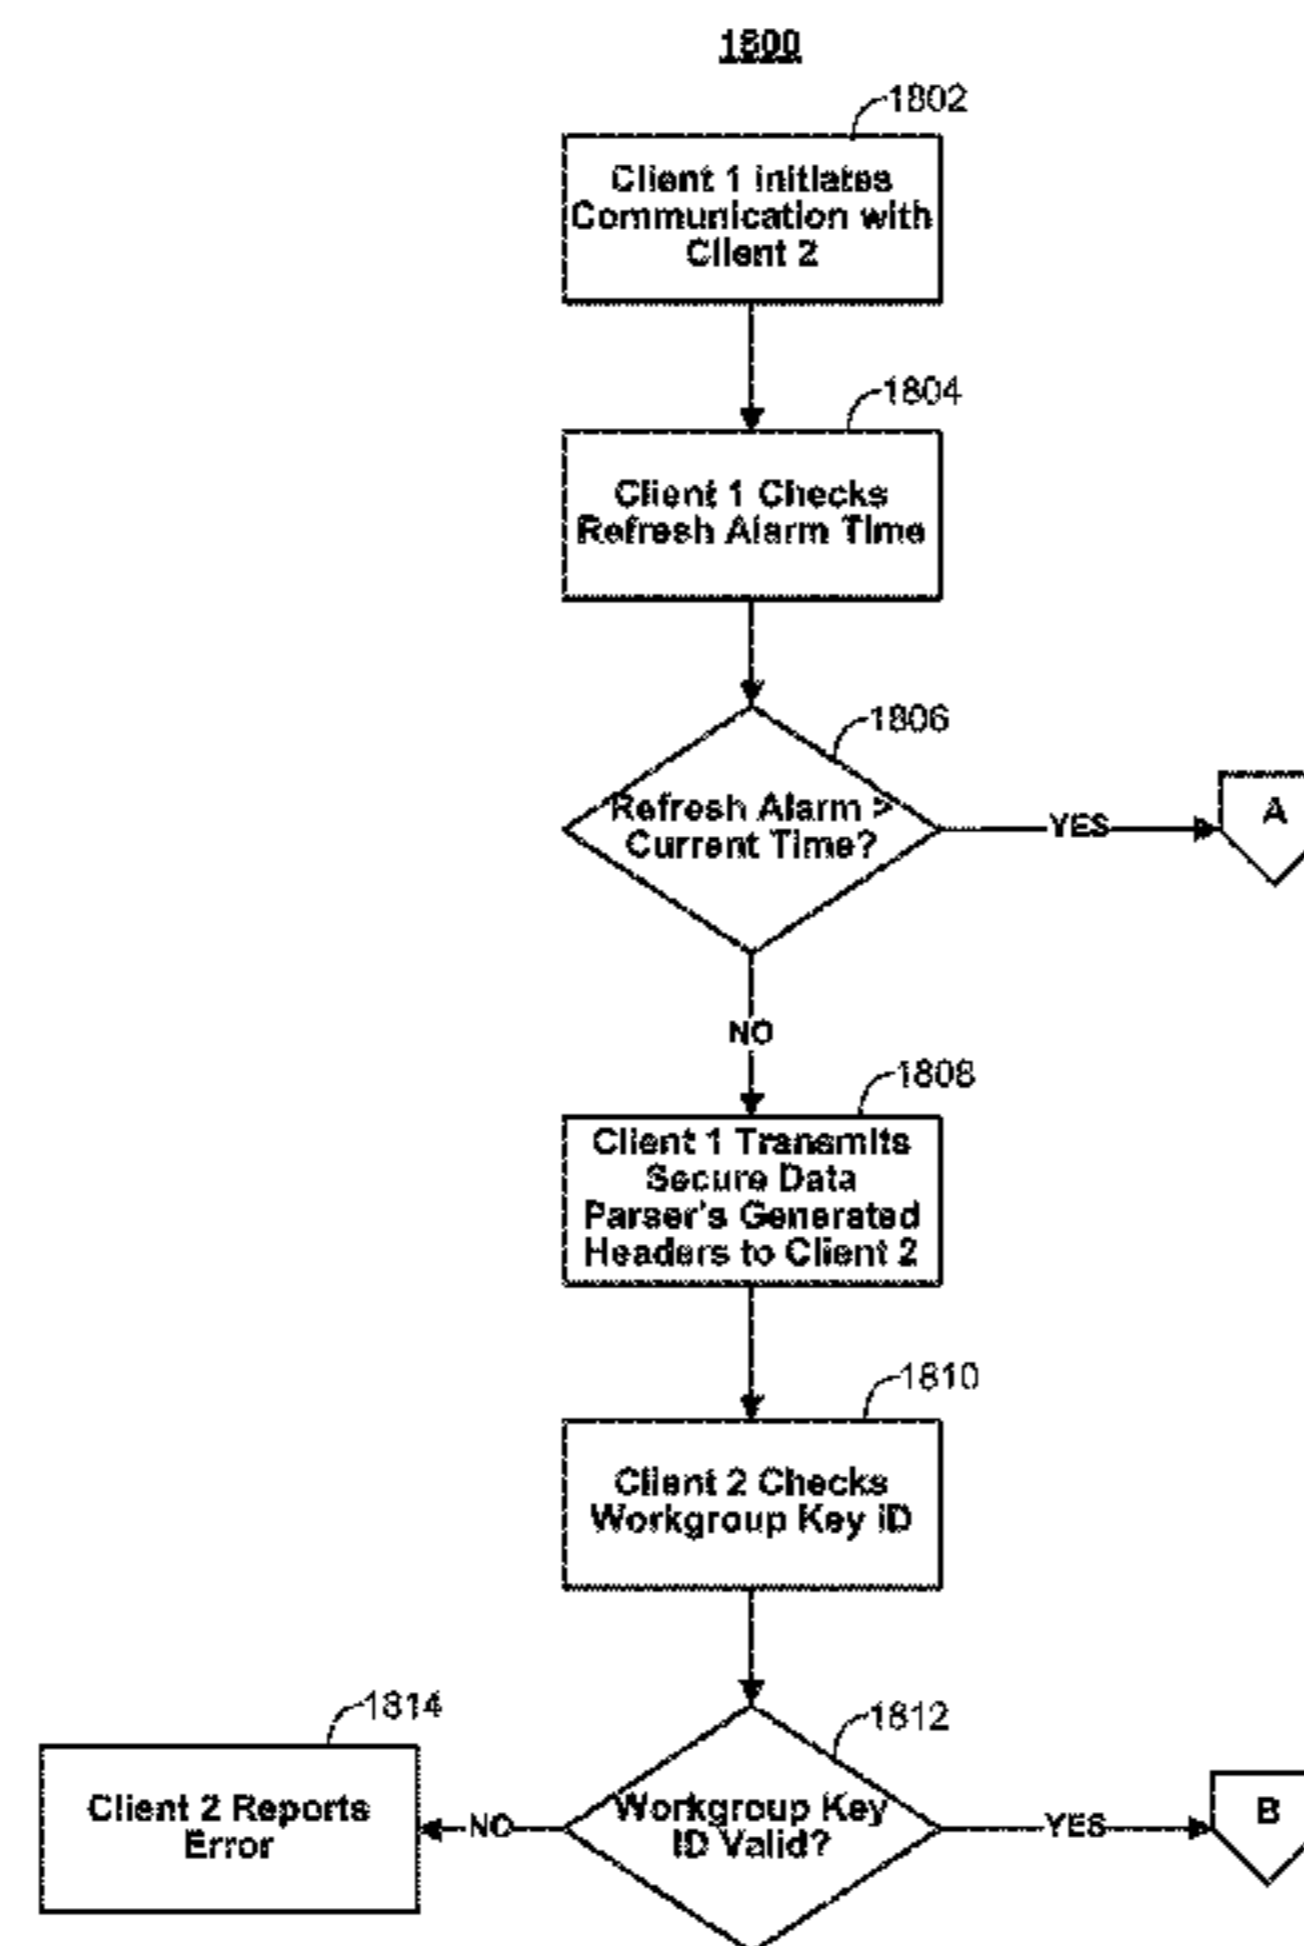 1800
1802
Client 1 Initiates
Communication with
Client 2
1804
Client 1 Checks
Refresh Alarm Time
1806
Refresh Alarm >
Current Time?
YES
A
NO
1808
Client 1 Transmits
Secure Data
Parser's Generated
Headers to Client 2
1810
Client 2 Checks
Workgroup Key ID
1814
Client 2 Reports
Error
NO
1812
Workgroup Key
ID Valid?
YES
B